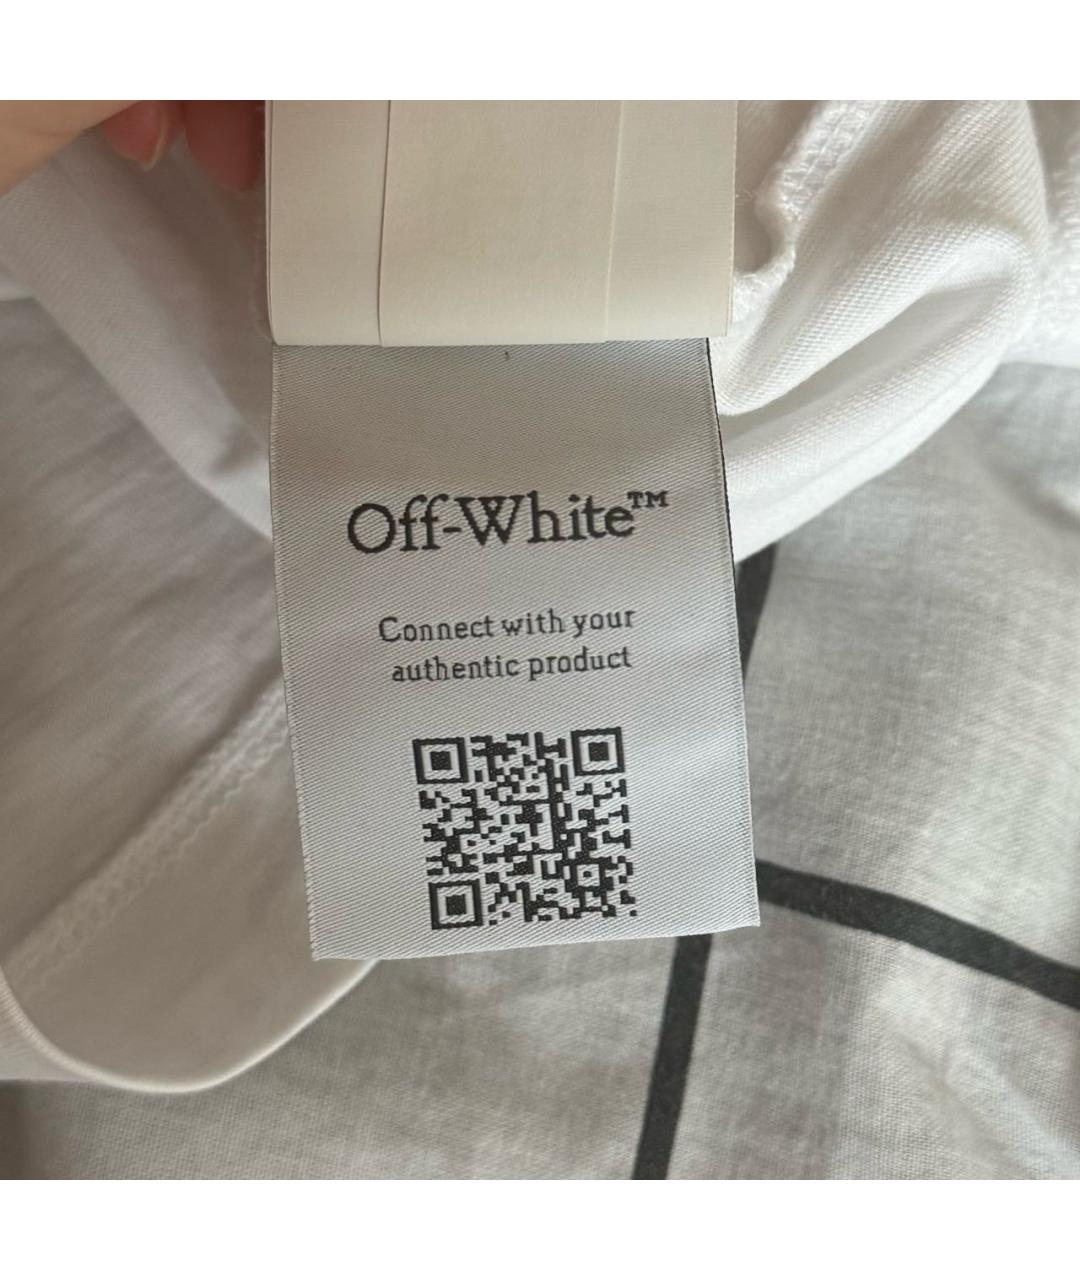 Off-White™
Connect with your
authentic product